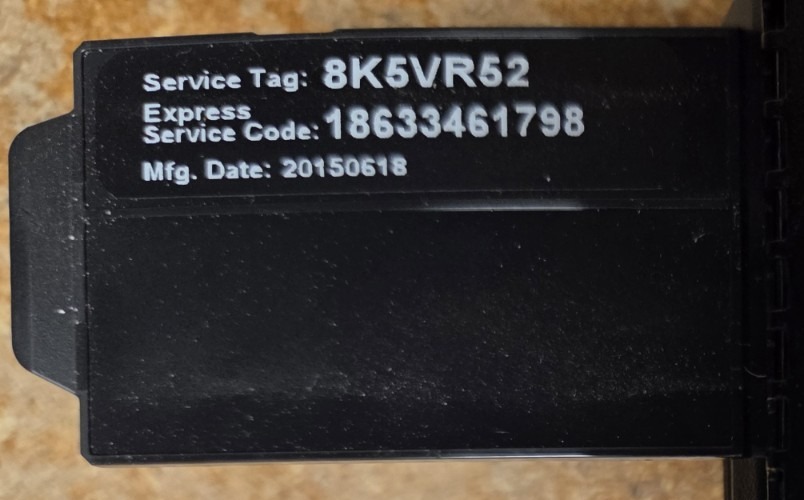 Service Tag: 8K5VR52
Express
Service Code: 18633461798
Mfg. Date: 20150618